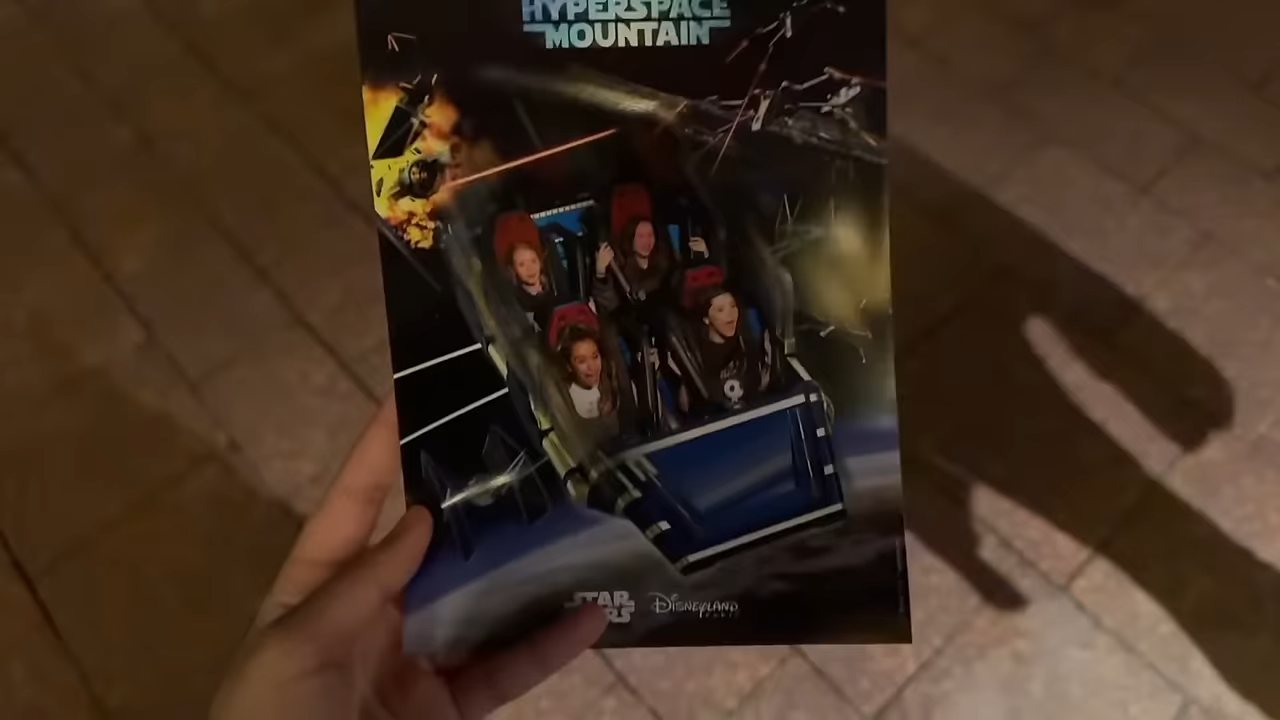 HYPERSPACE
MOUNTAIN
STAR
WARS
DISNEYLAND
PARIS